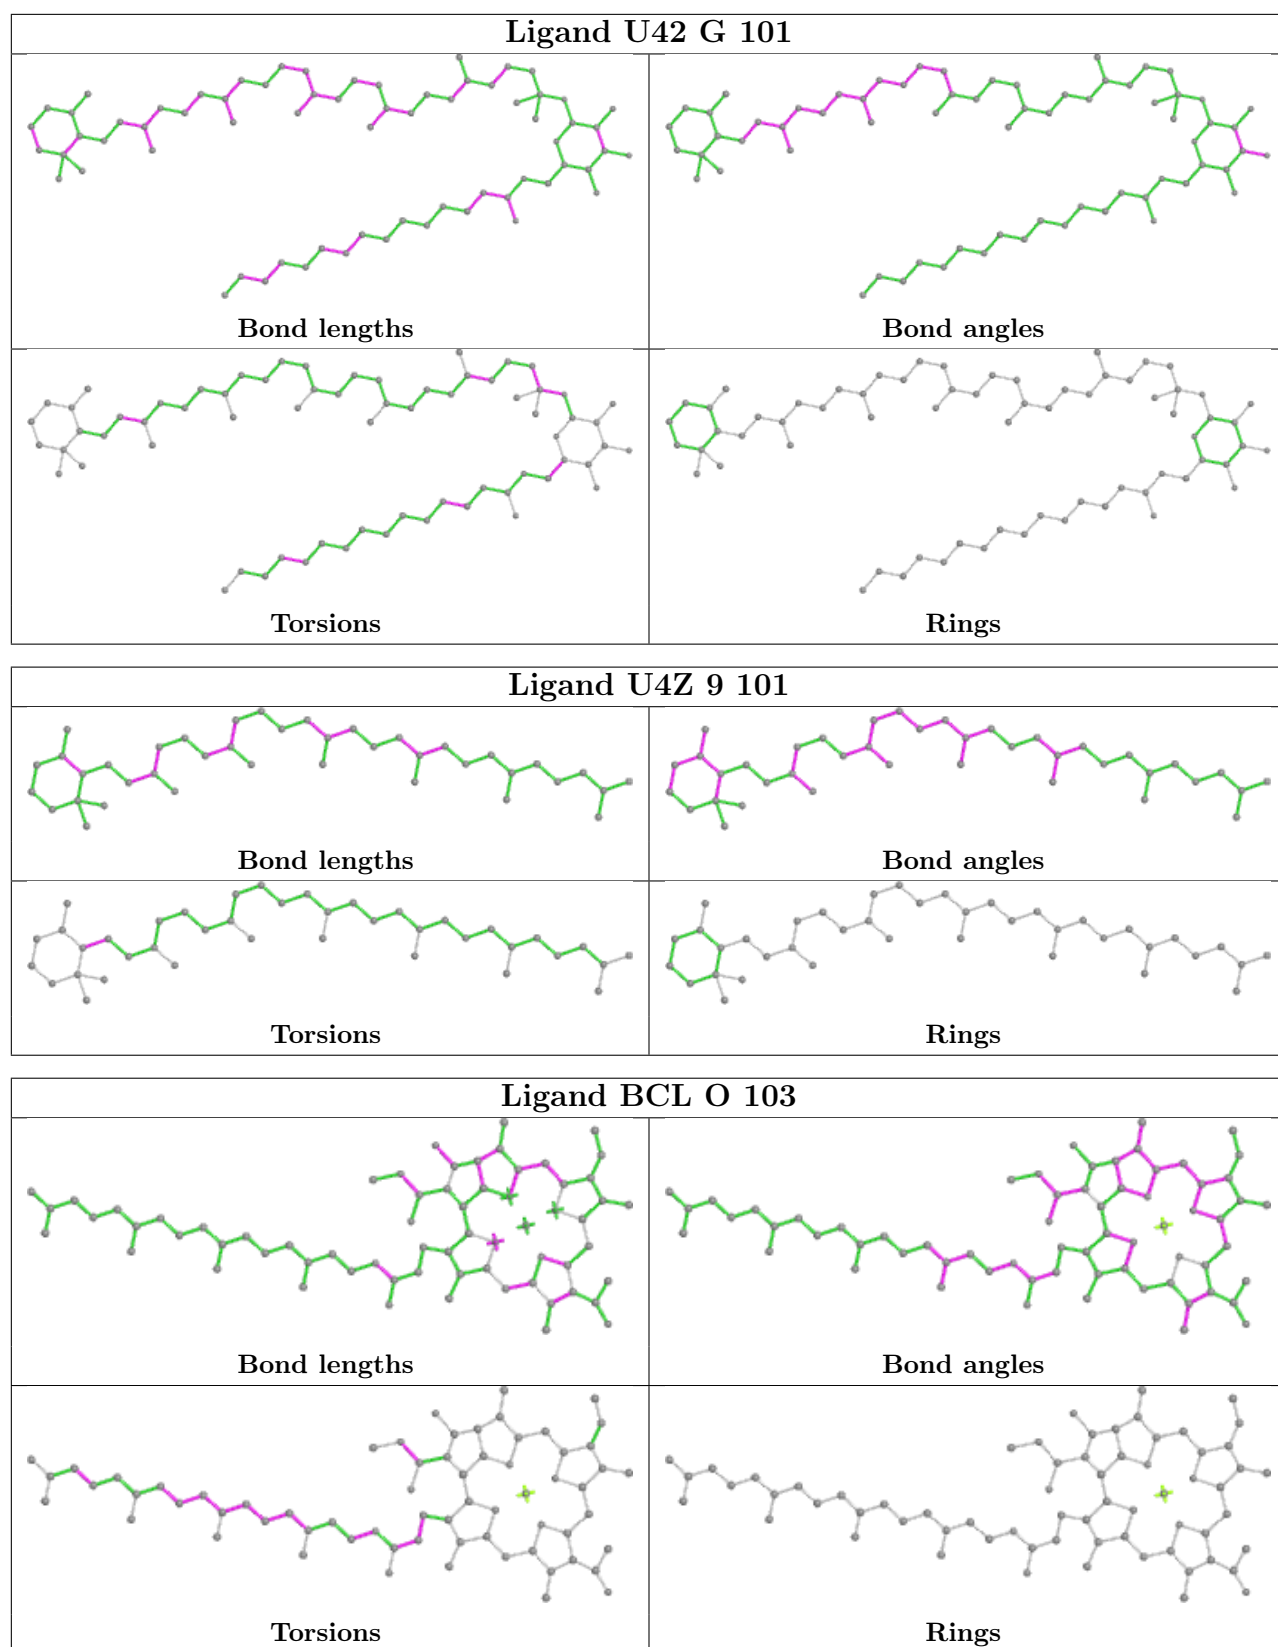 Ligand U42 G 101
Bond lengths
Bond angles
Torsions
Rings
Ligand U4Z 9 101
Bond lengths
Bond angles
Torsions
Rings
Ligand BCL O 103
Bond lengths
Bond angles
Torsions
Rings